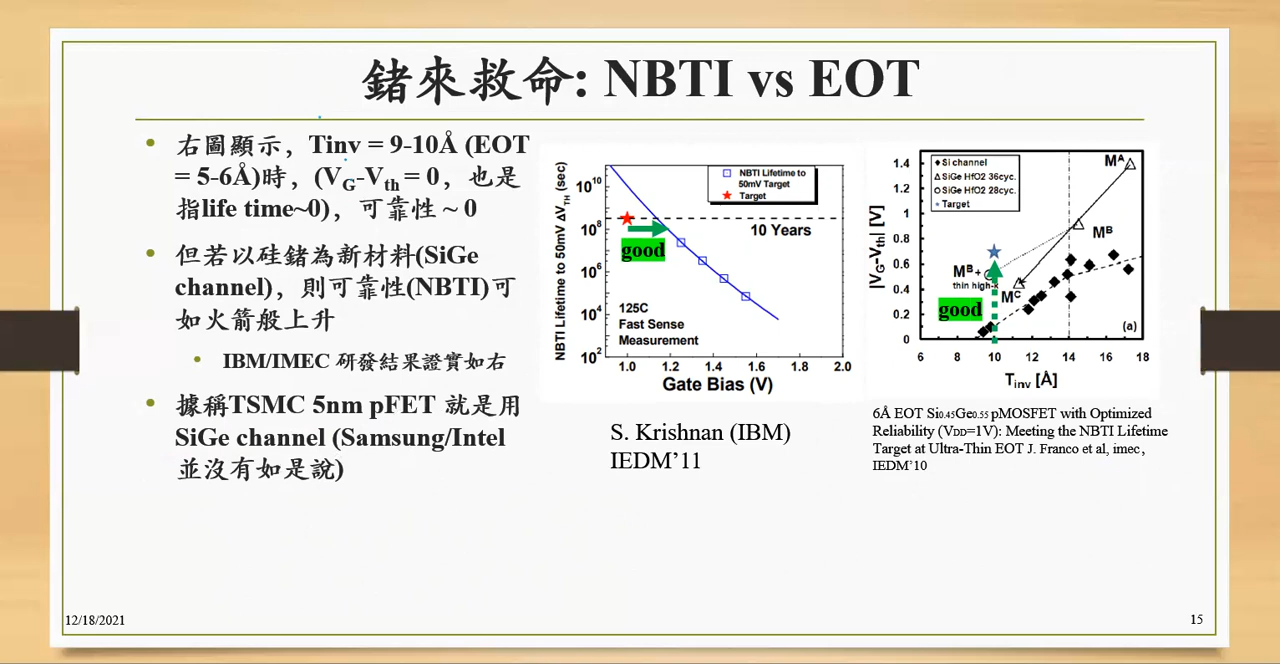 鍺來救命: NBTI vs EOT
• 右圖顯示，Tinv = 9-10Å (EOT
= 5-6Å)時，(VG-Vth = 0，也是
指life time~0)，可靠性 ~ 0
• 但若以硅鍺為新材料(SiGe
channel)，則可靠性(NBTI)可
如火箭般上升
• IBM/IMEC 研發結果證實如右
• 據稱TSMC 5nm pFET 就是用
SiGe channel (Samsung/Intel
並沒有如是說)
NBTI Lifetime to 50mV ΔVTH (sec)
10^10
10^8
10^6
10^4
10^2
NBTI Lifetime to
50mV Target
Target
10 Years
good
125C
Fast Sense
Measurement
1.0 1.2 1.4 1.6 1.8 2.0
Gate Bias (V)
S. Krishnan (IBM)
IEDM’11
|VG-Vth| [V]
1.4
1.2
1
0.8
0.6
0.4
0.2
0
Si channel
SiGe HfO2 36cyc.
SiGe HfO2 28cyc.
Target
MA
MB
MB +
thin high-k
MC
good
(a)
6 8 10 12 14 16 18
Tinv [Å]
6Å EOT Si0.45Ge0.55 pMOSFET with Optimized
Reliability (VDD=1V): Meeting the NBTI Lifetime
Target at Ultra-Thin EOT J. Franco et al, imec,
IEDM’10
12/18/2021
15